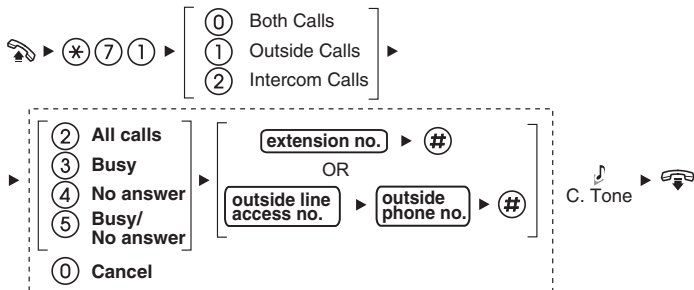 0 Both Calls
* 7 1 1 Outside Calls
2 Intercom Calls
2 All calls
3 Busy
4 No answer
5 Busy/
No answer
0 Cancel
extension no. #
OR
outside line
access no.
outside
phone no. #
C. Tone